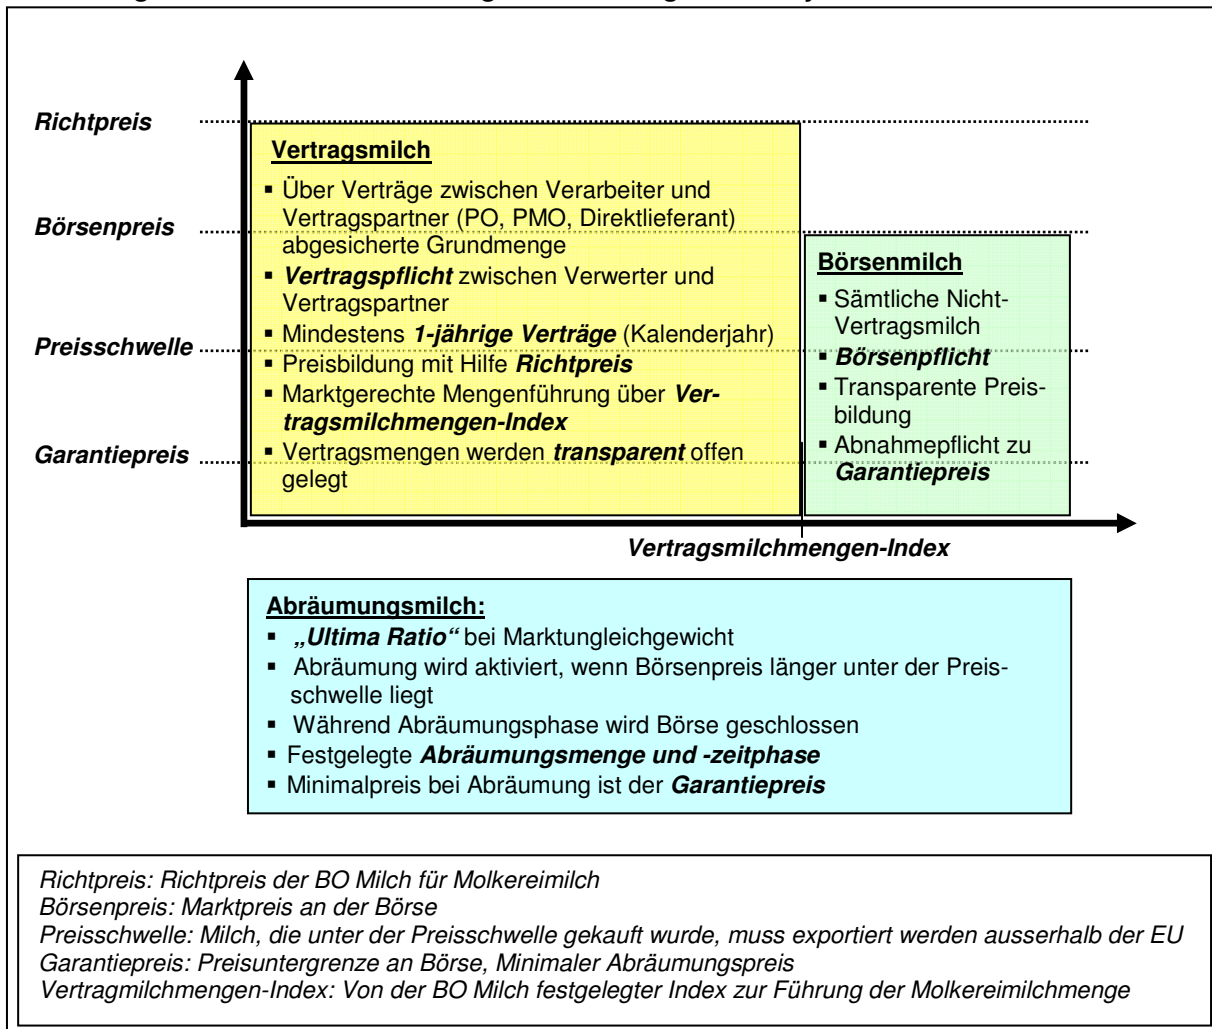 Richtpreis
Börsenpreis
Preisschwelle
Garantiepreis
Vertragsmilch
▪ Über Verträge zwischen Verarbeiter und
Vertragspartner (PO, PMO, Direktlieferant)
abgesicherte Grundmenge
▪ Vertragspflicht zwischen Verwerter und
Vertragspartner
▪ Mindestens 1-jährige Verträge (Kalenderjahr)
▪ Preisbildung mit Hilfe Richtpreis
▪ Marktgerechte Mengenführung über Ver-
tragsmilchmengen-Index
▪ Vertragsmengen werden transparent offen
gelegt
Börsenmilch
▪ Sämtliche Nicht-
Vertragsmilch
▪ Börsenpflicht
▪ Transparente Preis-
bildung
▪ Abnahmepflicht zu
Garantiepreis
Vertragsmilchmengen-Index
Abräumungsmilch:
▪ „Ultima Ratio“ bei Marktungleichgewicht
▪ Abräumung wird aktiviert, wenn Börsenpreis länger unter der Preis-
schwelle liegt
▪ Während Abräumungsphase wird Börse geschlossen
▪ Festgelegte Abräumungsmenge und -zeitphase
▪ Minimalpreis bei Abräumung ist der Garantiepreis
Richtpreis: Richtpreis der BO Milch für Molkereimilch
Börsenpreis: Marktpreis an der Börse
Preisschwelle: Milch, die unter der Preisschwelle gekauft wurde, muss exportiert werden ausserhalb der EU
Garantiepreis: Preisuntergrenze an Börse, Minimaler Abräumungspreis
Vertragmilchmengen-Index: Von der BO Milch festgelegter Index zur Führung der Molkereimilchmenge